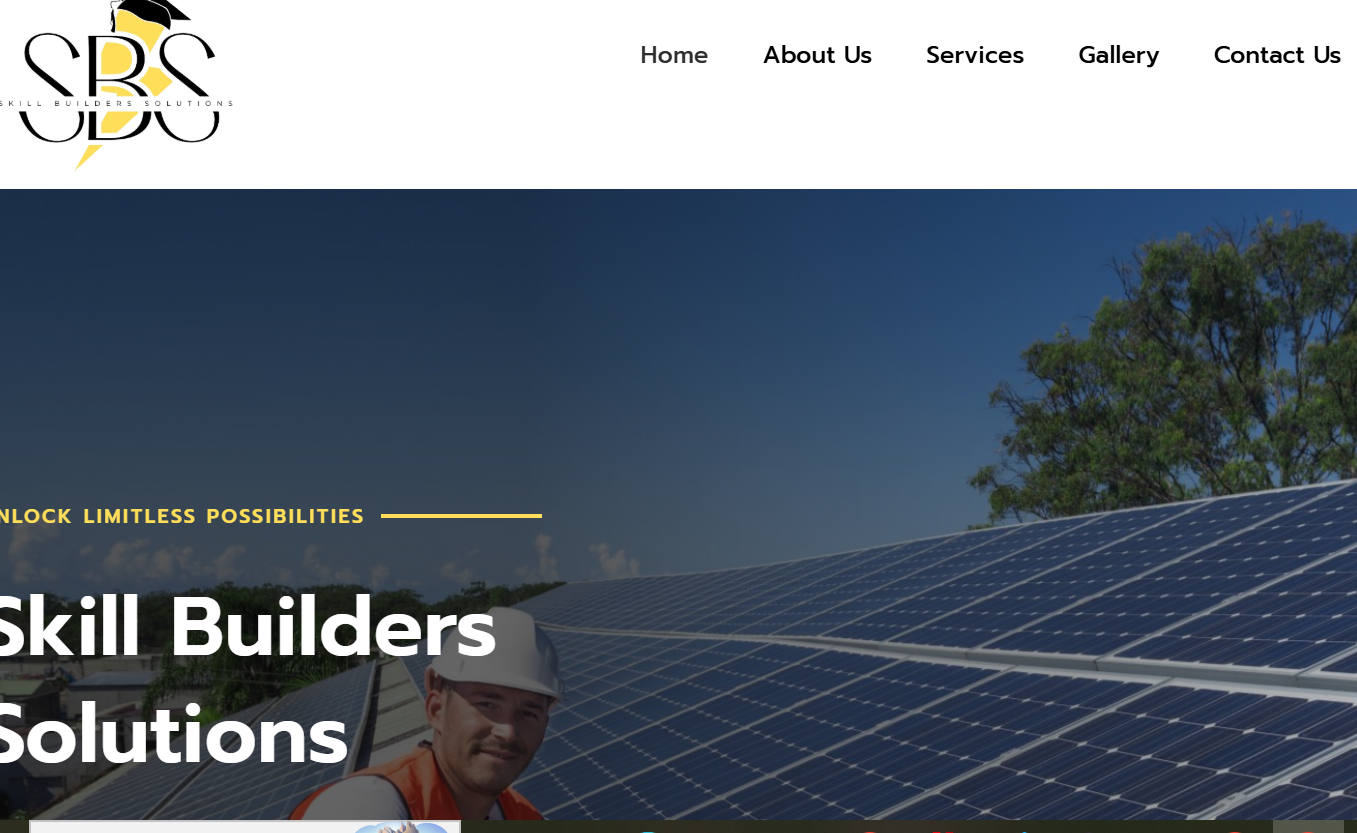 SBS
SKILL BUILDERS SOLUTIONS
Home About Us Services Gallery Contact Us
NLOCK LIMITLESS POSSIBILITIES
Skill Builders
Solutions